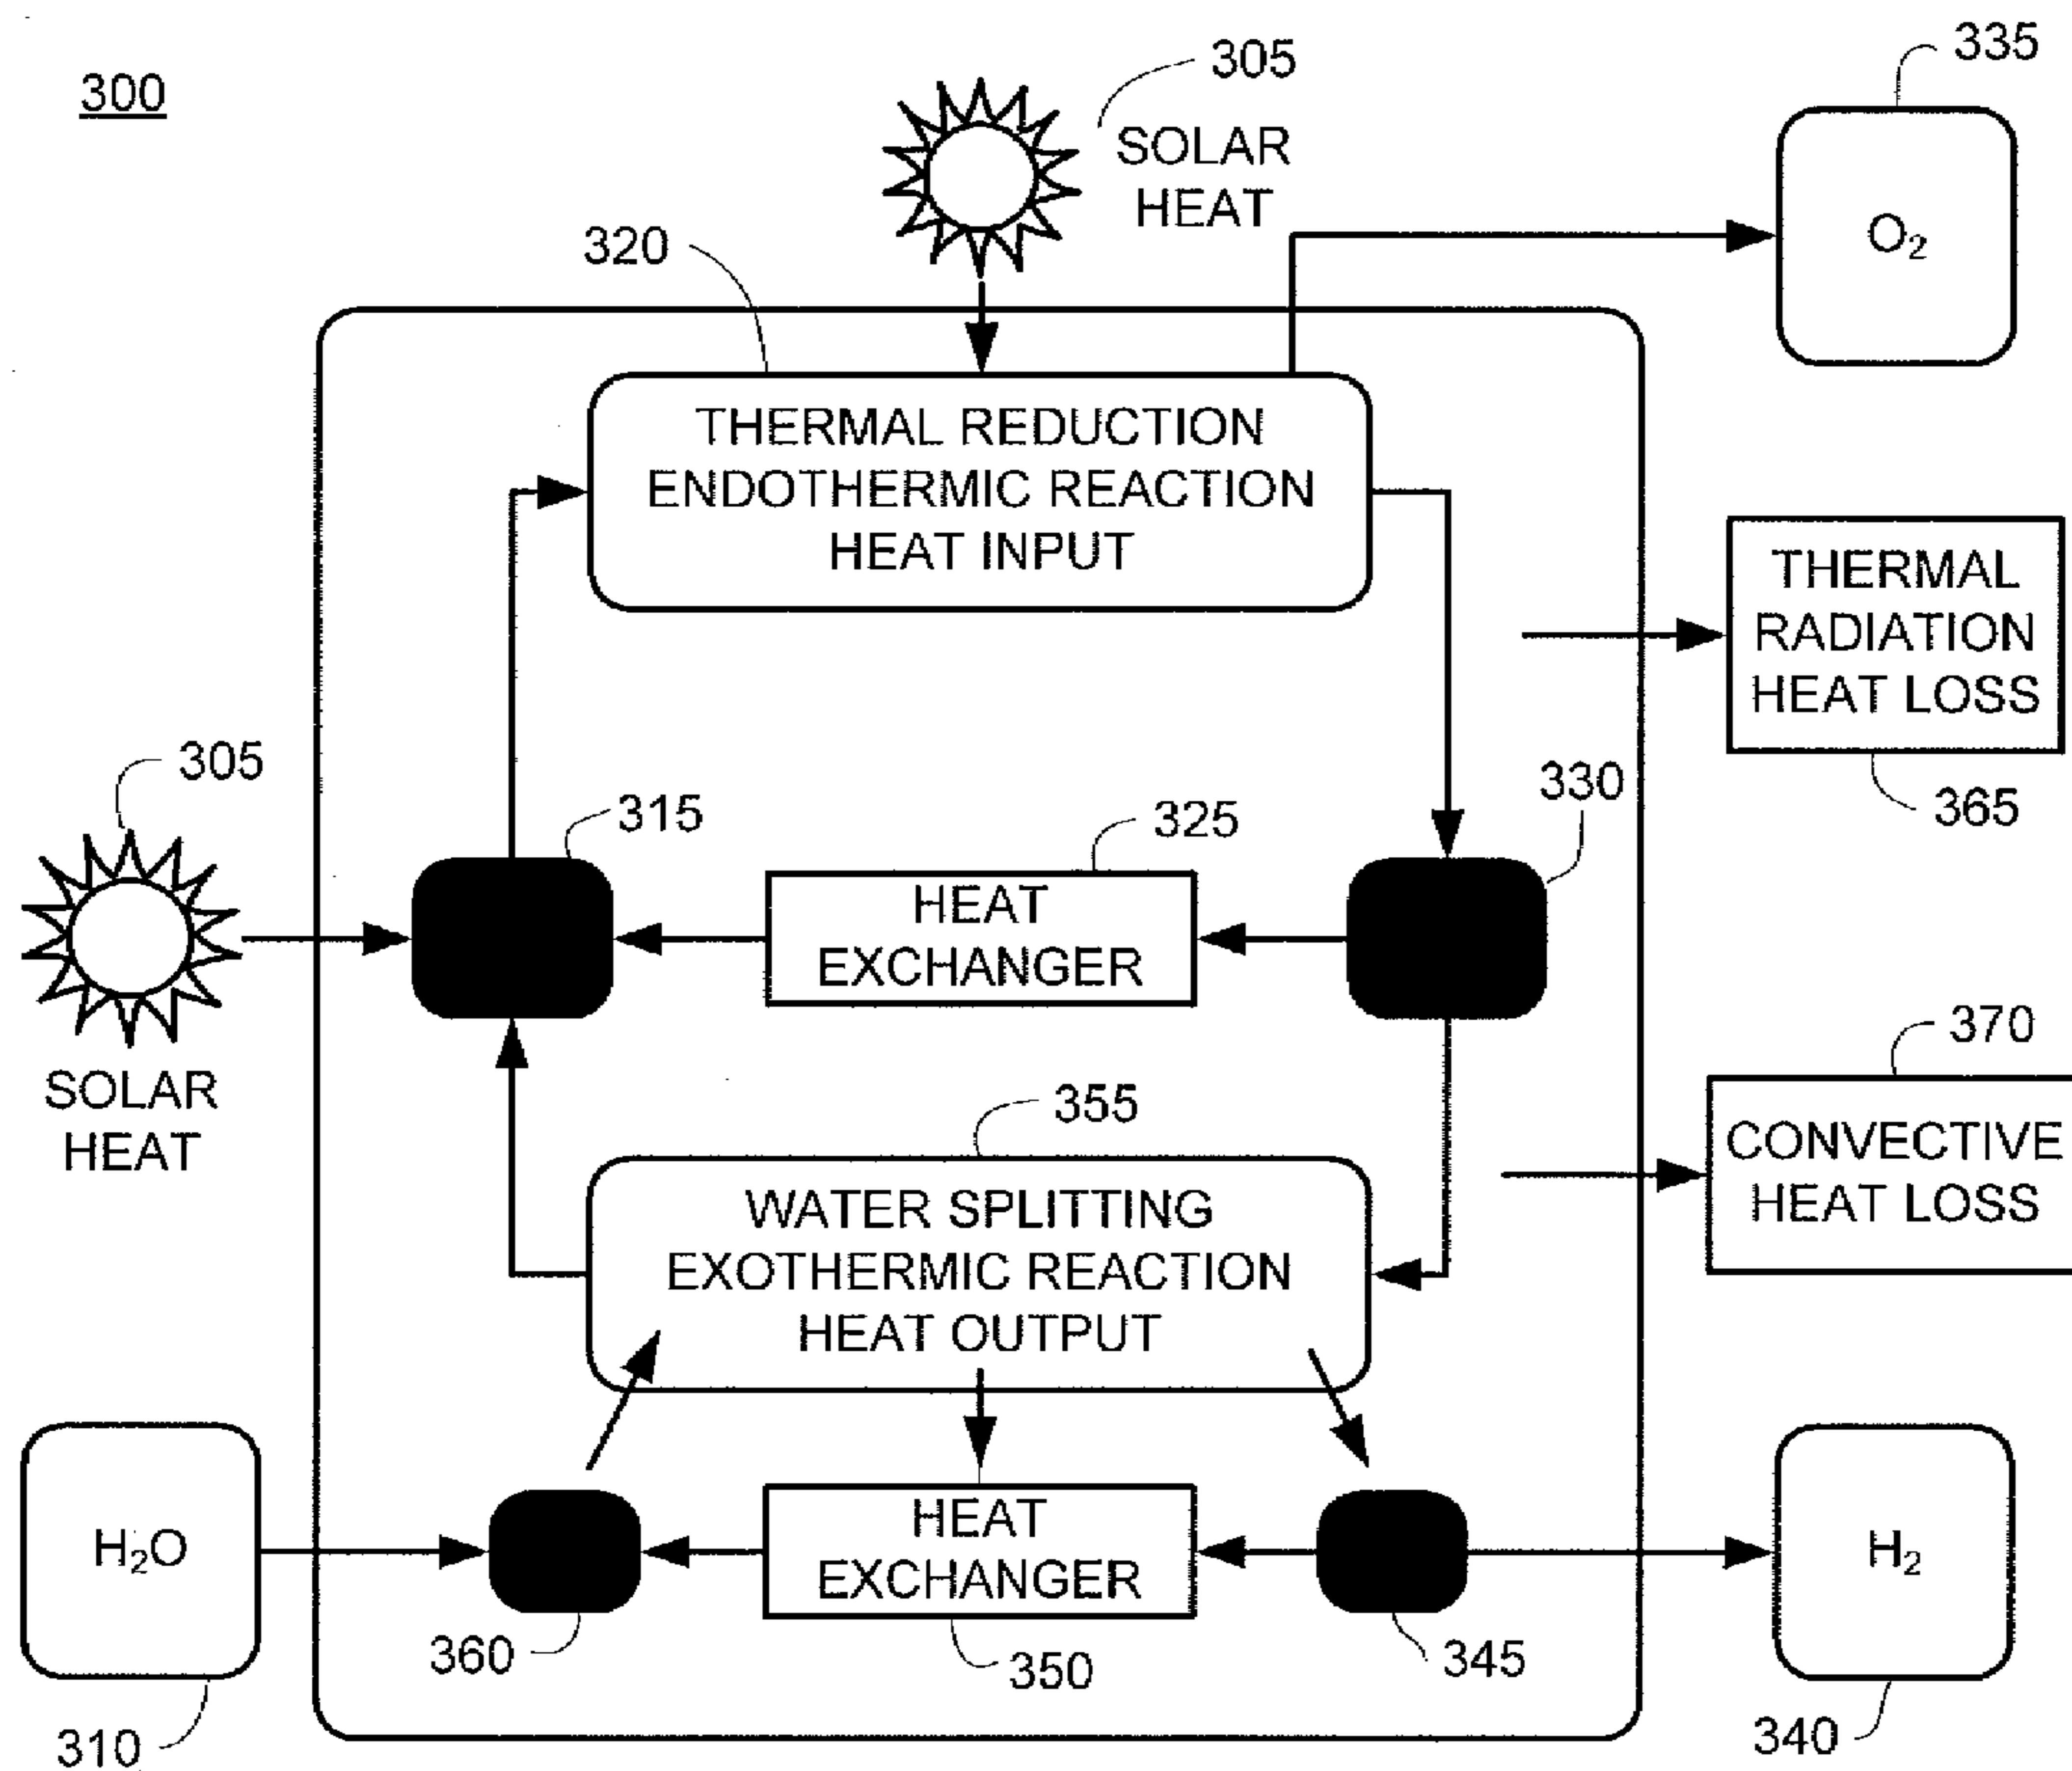 300
305
SOLAR
HEAT
335
O₂
320
THERMAL REDUCTION
ENDOTHERMIC REACTION
HEAT INPUT
THERMAL
RADIATION
HEAT LOSS
365
305
SOLAR
HEAT
315
325
HEAT
EXCHANGER
330
370
CONVECTIVE
HEAT LOSS
355
WATER SPLITTING
EXOTHERMIC REACTION
HEAT OUTPUT
H₂O
310
360
HEAT
EXCHANGER
350
345
H₂
340